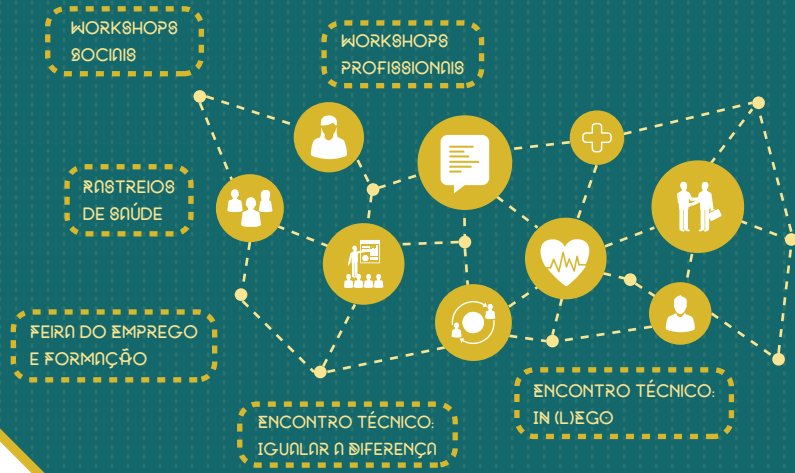 WORKSHOPS
SOCIAIS
WORKSHOPS
PROFISSIONAIS
RASTREIOS
DE SAÚDE
FEIRA DO EMPREGO
E FORMAÇÃO
ENCONTRO TÉCNICO:
IGUALAR A DIFERENÇA
ENCONTRO TÉCNICO:
IN (L)EGO